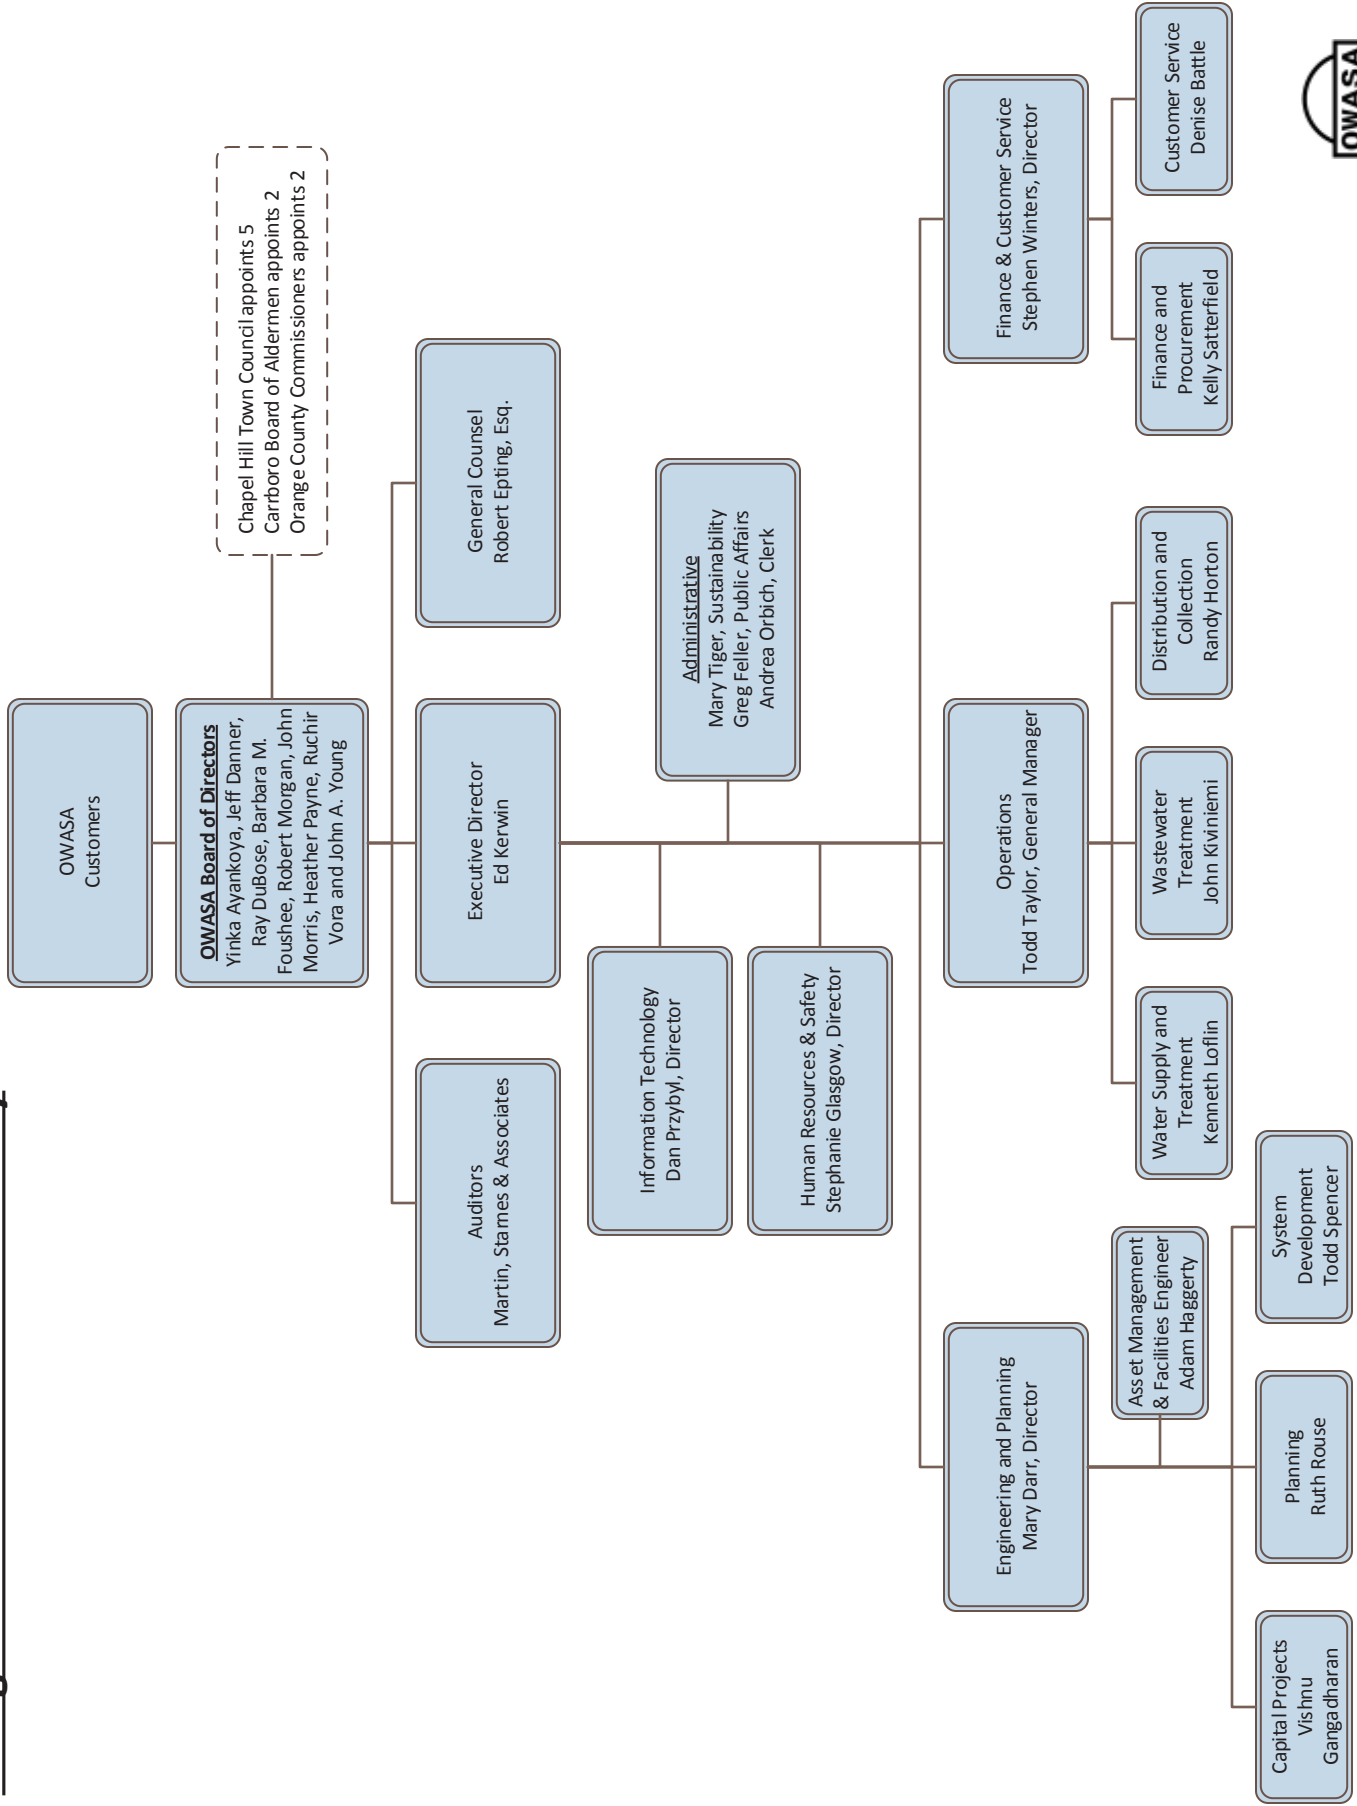 OWASA
Customers
OWASA Board of Directors
Yinka Ayankoya, Jeff Danner,
Ray DuBose, Barbara M.
Foushee, Robert Morgan, John
Morris, Heather Payne, Ruchir
Vora and John A. Young
Chapel Hill Town Council appoints 5
Carrboro Board of Aldermen appoints 2
Orange County Commissioners appoints 2
Auditors
Martin, Starnes & Associates
Executive Director
Ed Kerwin
General Counsel
Robert Epting, Esq.
Information Technology
Dan Przybyl, Director
Administrative
Mary Tiger, Sustainability
Greg Feller, Public Affairs
Andrea Orbich, Clerk
Human Resources & Safety
Stephanie Glasgow, Director
Engineering and Planning
Mary Darr, Director
Operations
Todd Taylor, General Manager
Finance & Customer Service
Stephen Winters, Director
Asset Management
& Facilities Engineer
Adam Haggerty
Water Supply and
Treatment
Kenneth Loflin
Wastewater
Treatment
John Kiviniemi
Distribution and
Collection
Randy Horton
Finance and
Procurement
Kelly Satterfield
Customer Service
Denise Battle
Capital Projects
Vishnu
Gangadharan
Planning
Ruth Rouse
System
Development
Todd Spencer
OWASA